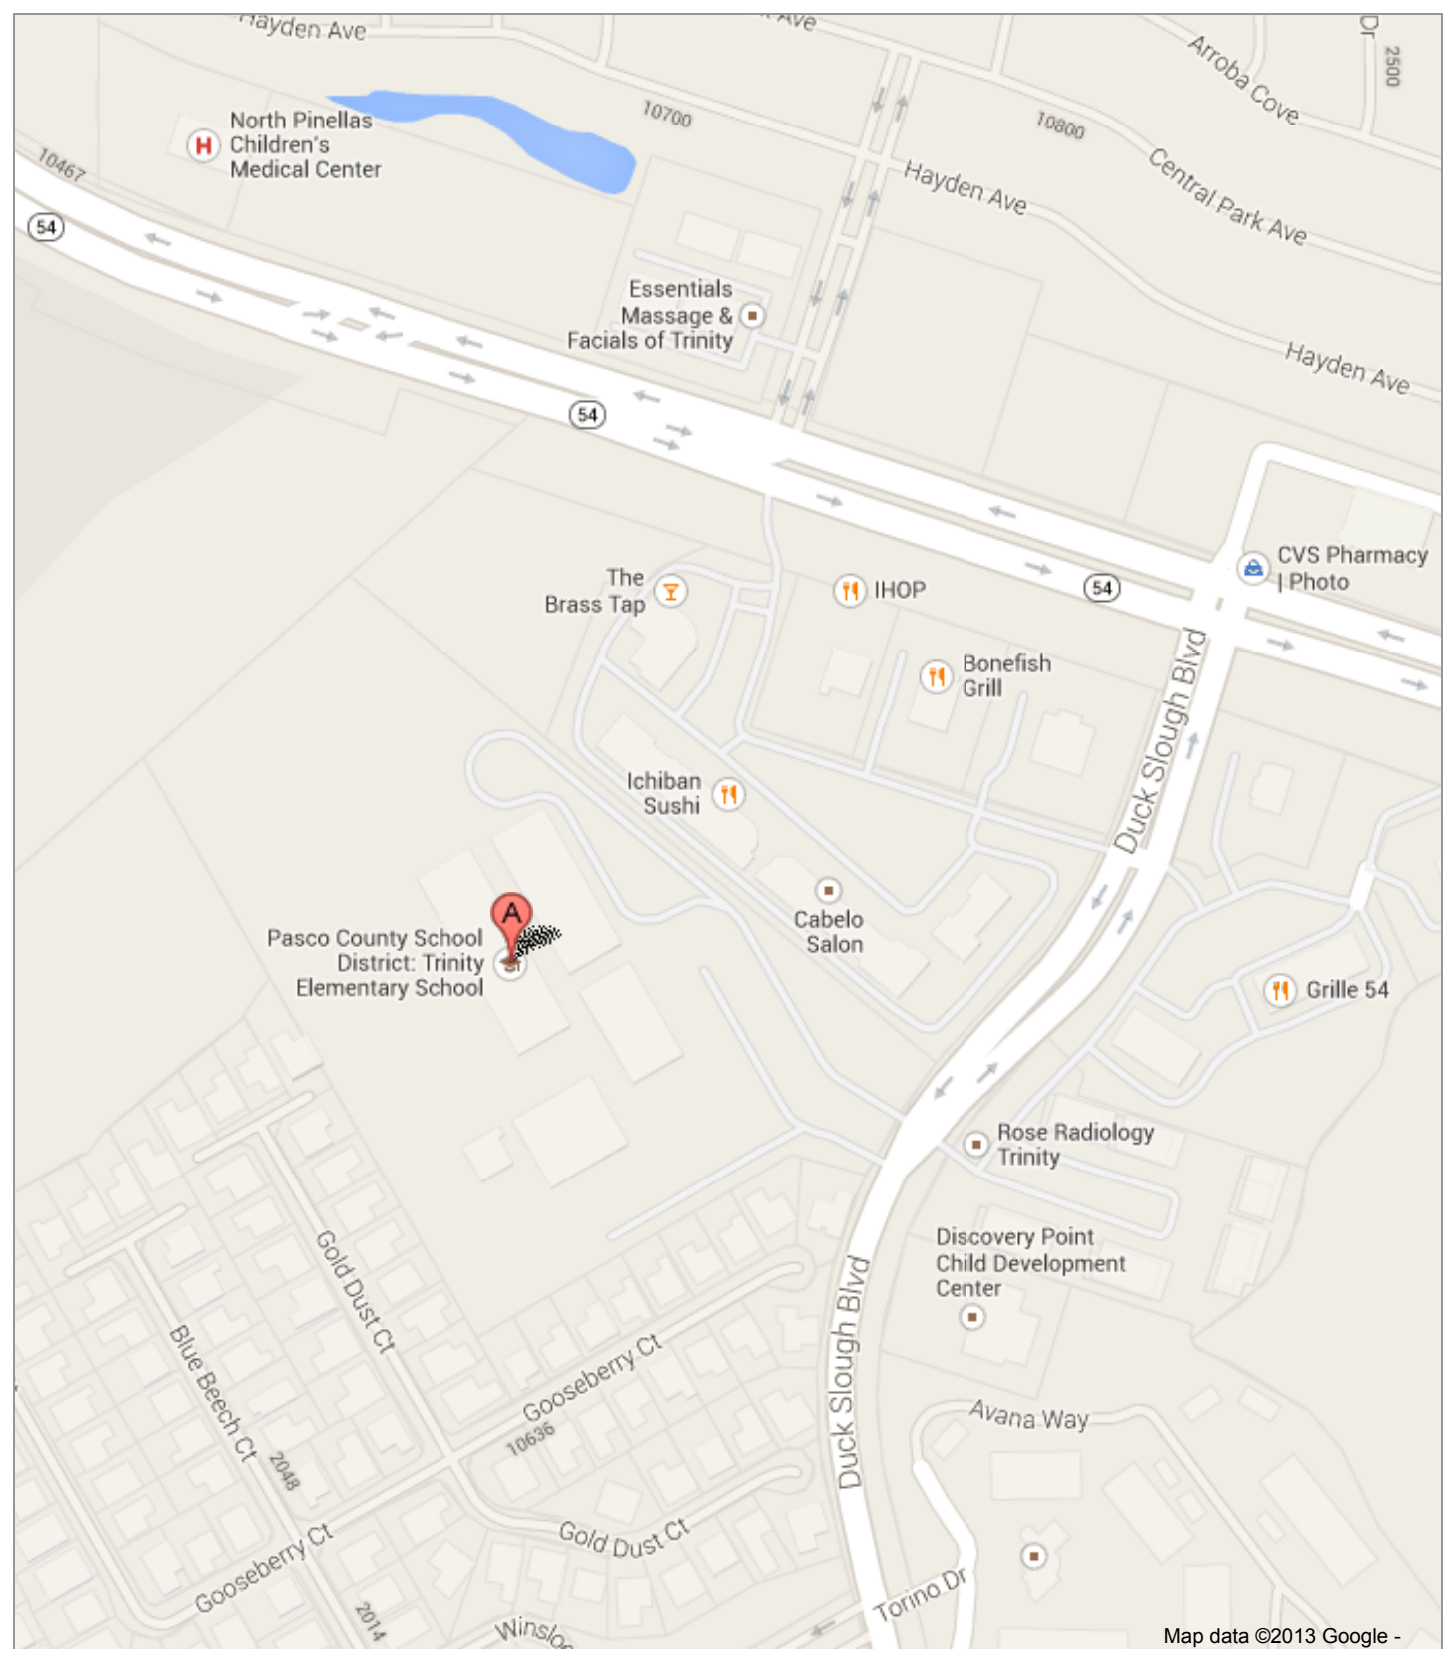 Hayden Ave
Ave
Dr
2500
Arroba Cove
10700
10800
North Pinellas
Children's
Medical Center
H
10467
Central Park Ave
Hayden Ave
54
Essentials
Massage &
Facials of Trinity
Hayden Ave
54
CVS Pharmacy
| Photo
The
Brass Tap
IHOP
54
Bonefish
Grill
Duck Slough Blvd
Ichiban
Sushi
Cabelo
Salon
A
Pasco County School
District: Trinity
Elementary School
Grille 54
Rose Radiology
Trinity
Discovery Point
Child Development
Center
Gold Dust Ct
Duck Slough Blvd
Blue Beech Ct
Gooseberry Ct
Avana Way
10636
2048
Gold Dust Ct
Gooseberry Ct
Torino Dr
2014
Map data ©2013 Google -